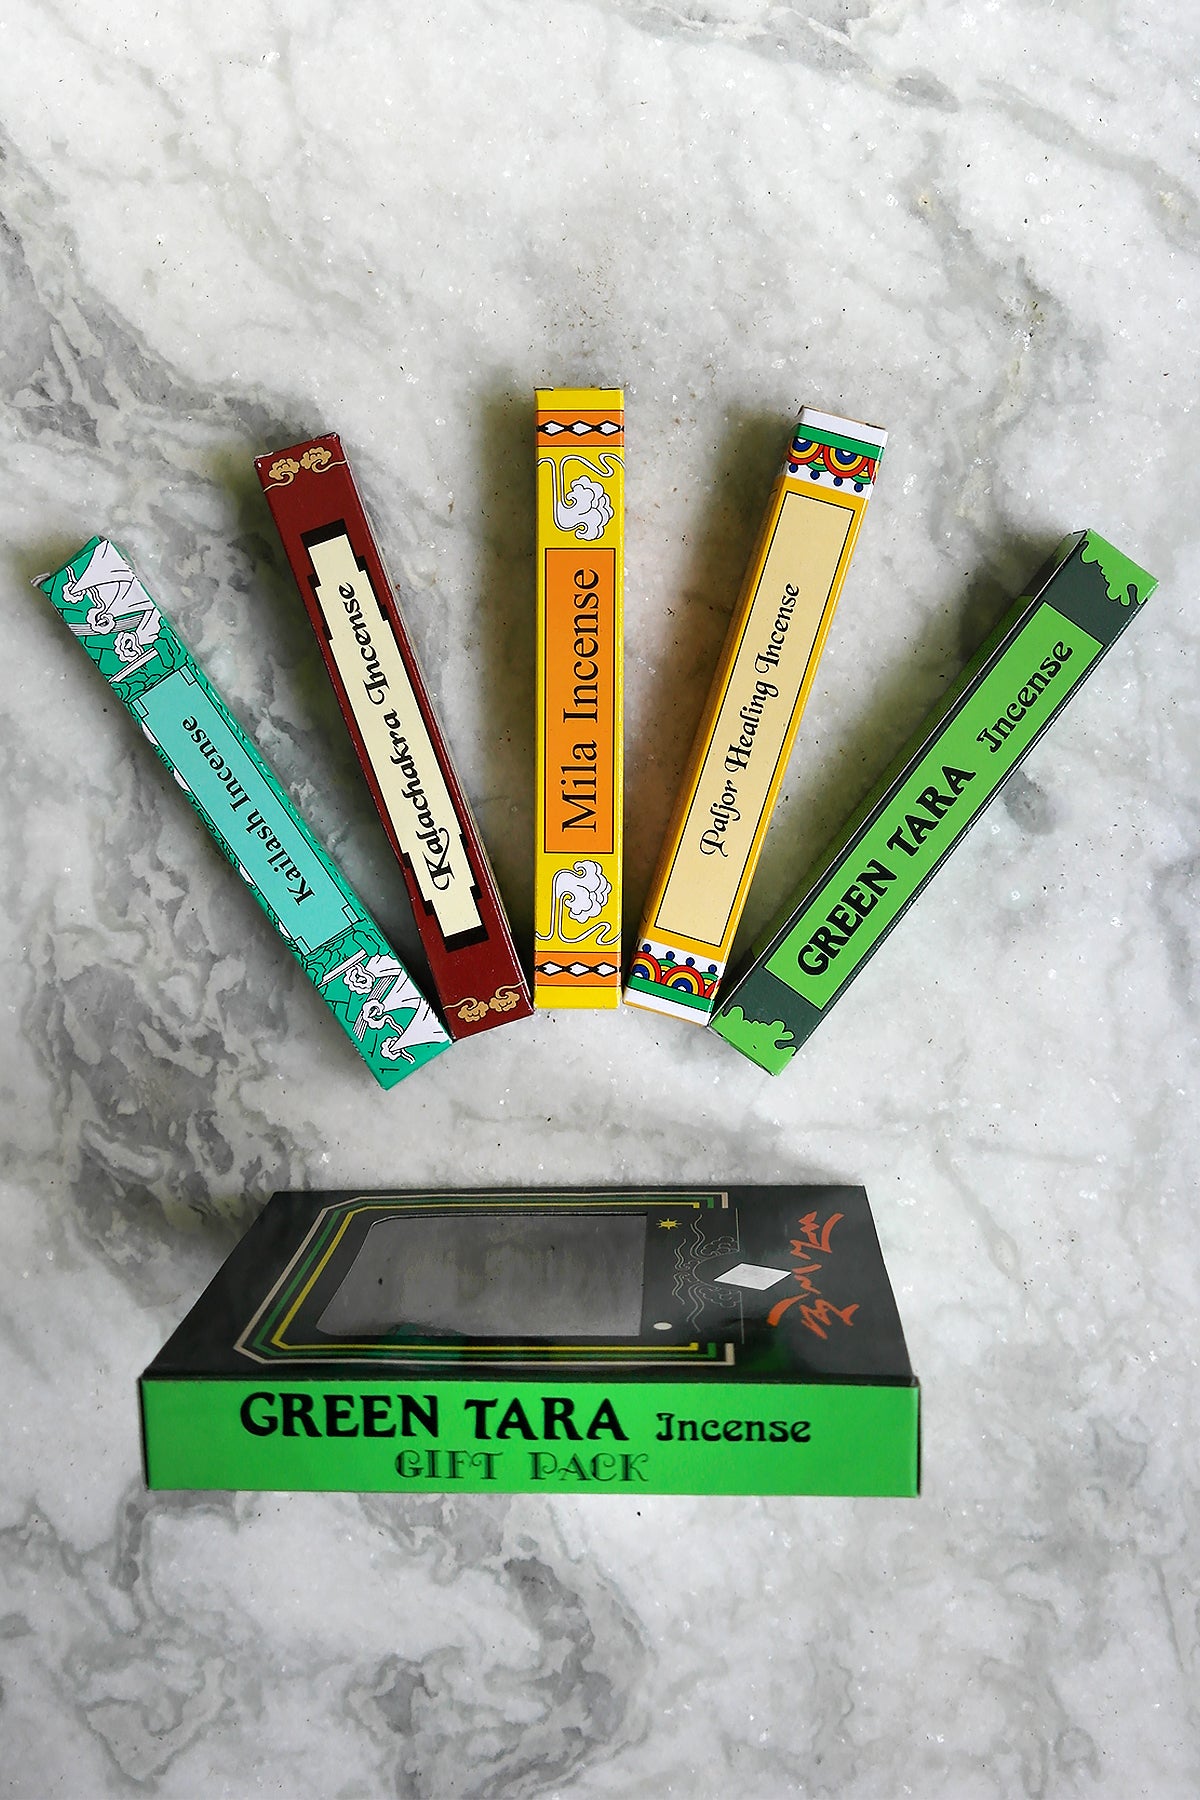 Kailash Incense
Kalachakra Incense
Mila Incense
Paljor Healing Incense
GREEN TARA Incense
GREEN TARA Incense
GIFT PACK